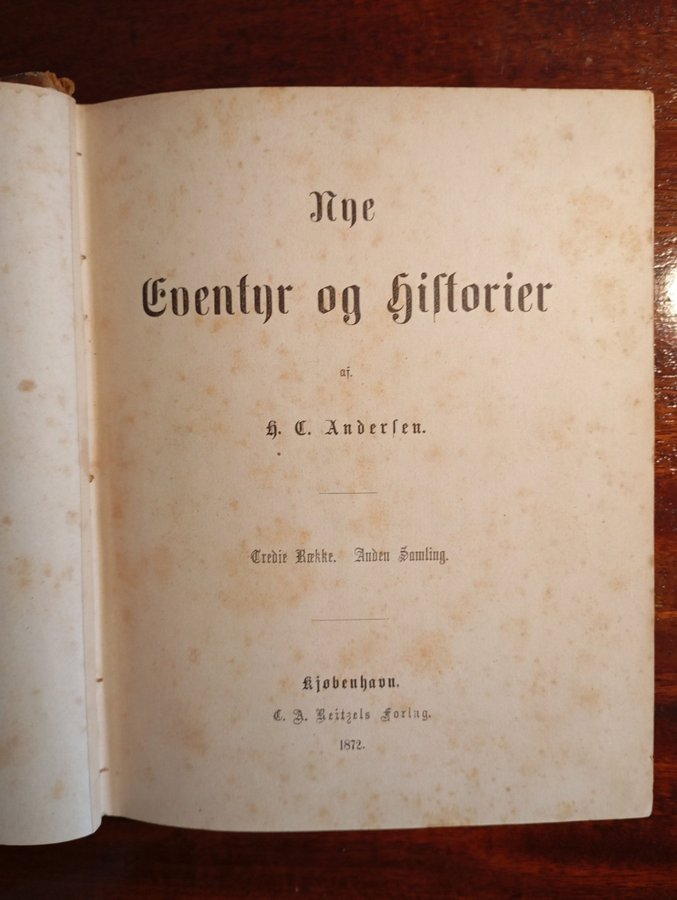 Nye
Eventyr og Historier
af.
H. C. Andersen.
Tredie Række. Anden Samling.
Kjøbenhavn.
C. A. Reitzels Forlag.
1872.